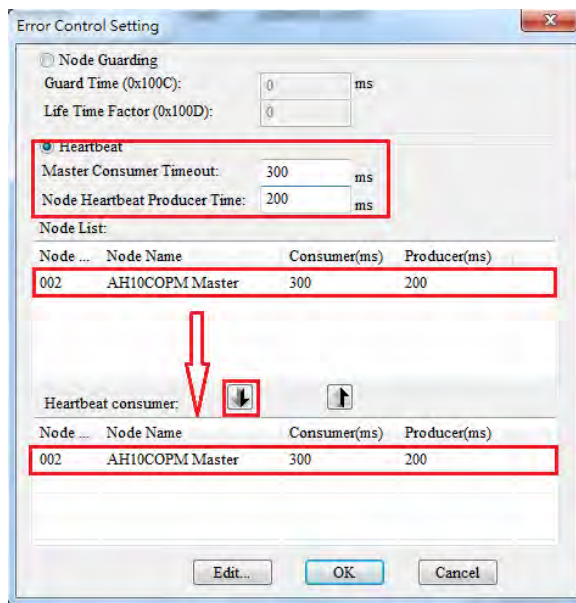 Error Control Setting
Node Guarding
Guard Time (0x100C): 0 ms
Life Time Factor (0x100D): 0
Heartbeat
Master Consumer Timeout: 300 ms
Node Heartbeat Producer Time: 200 ms
Node List:
Node ... Node Name Consumer(ms) Producer(ms)
002 AH10COPM Master 300 200
Heartbeat consumer:
Node ... Node Name Consumer(ms) Producer(ms)
002 AH10COPM Master 300 200
Edit... OK Cancel